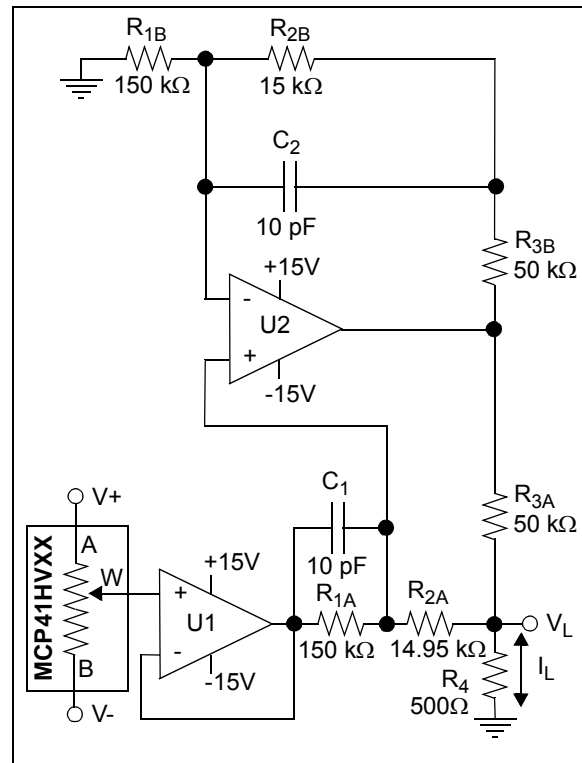 R1B
150 kΩ
R2B
15 kΩ
C2
10 pF
R3B
50 kΩ
+15V
-
U2
+
-15V
R3A
50 kΩ
C1
10 pF
V+
MCP41HVXX
A
W
B
V-
+15V
+
U1
-
-15V
R1A
150 kΩ
R2A
14.95 kΩ
VL
R4
500Ω
IL